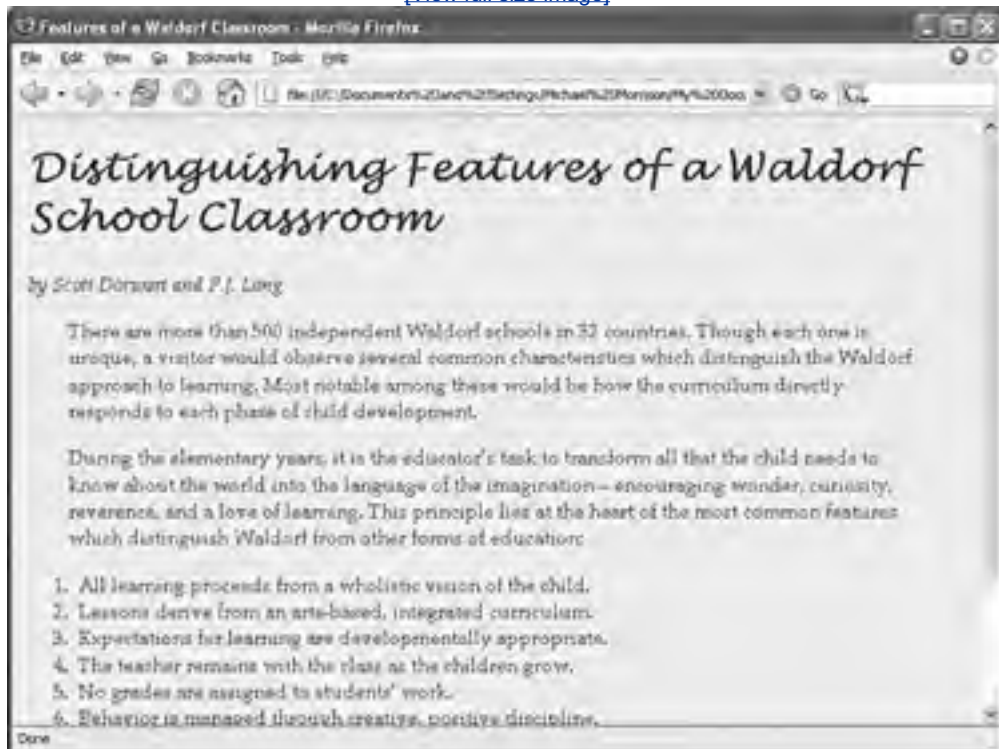 [View full size image]
Features of a Waldorf Classroom - Mozilla Firefox
File Edit View Go Bookmarks Tools Help
Go
Distinguishing Features of a Waldorf
School Classroom
by Scott Dorwart and P.J. Long
There are more than 500 independent Waldorf schools in 32 countries. Though each one is
unique, a visitor would observe several common characteristics which distinguish the Waldorf
approach to learning. Most notable among these would be how the curriculum directly
responds to each phase of child development.
During the elementary years, it is the educator's task to transform all that the child needs to
know about the world into the language of the imagination -- encouraging wonder, curiosity,
reverence, and a love of learning. This principle lies at the heart of the most common features
which distinguish Waldorf from other forms of education:
1. All learning proceeds from a wholistic vision of the child.
2. Lessons derive from an arts-based, integrated curriculum.
3. Expectations for learning are developmentally appropriate.
4. The teacher remains with the class as the children grow.
5. No grades are assigned to students' work.
6. Behavior is managed through creative, positive discipline.
Done